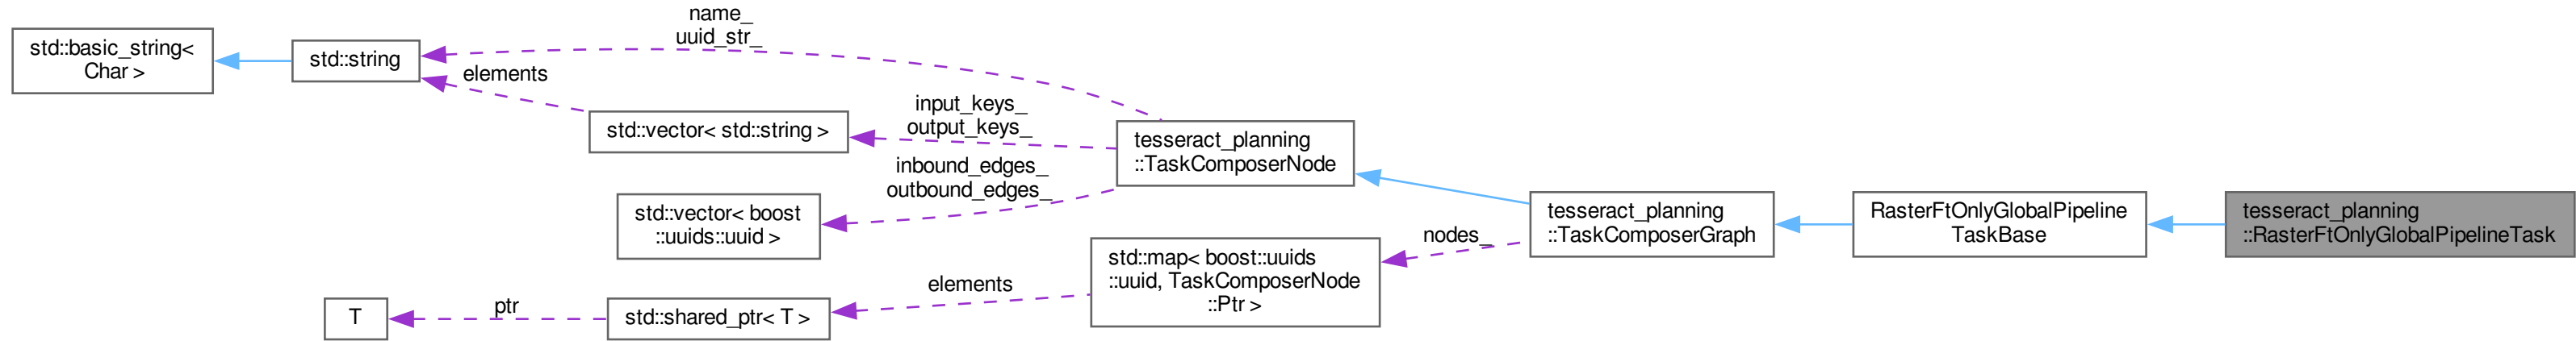 std::basic_string<
Char >
std::string
name_
uuid_str_
elements
std::vector< std::string >
input_keys_
output_keys_
inbound_edges_
outbound_edges_
std::vector< boost
::uuids::uuid >
tesseract_planning
::TaskComposerNode
T
ptr
std::shared_ptr< T >
elements
std::map< boost::uuids
::uuid, TaskComposerNode
::Ptr >
nodes_
tesseract_planning
::TaskComposerGraph
RasterFtOnlyGlobalPipeline
TaskBase
tesseract_planning
::RasterFtOnlyGlobalPipelineTask